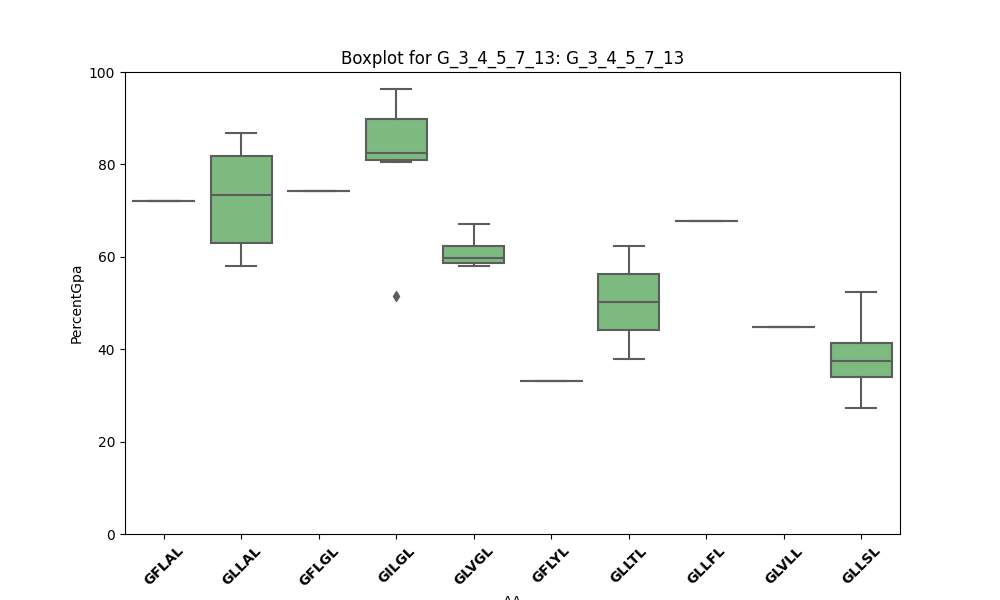 Boxplot for G_3_4_5_7_13: G_3_4_5_7_13
100
80
60
40
20
0
PercentGpa
GFLAL
GLLAL
GFLGL
GILGL
GLVGL
GFLYL
GLLTL
GLLFL
GLVLL
GLLSL
AA